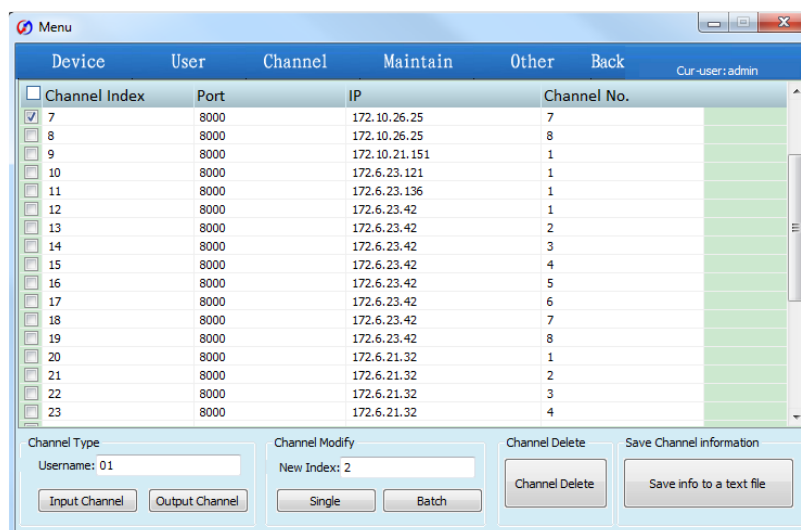 Menu
Device User Channel Maintain Other Back Cur-user:admin
Channel Index Port IP Channel No.
7 8000 172.10.26.25 7
8 8000 172.10.26.25 8
9 8000 172.10.21.151 1
10 8000 172.6.23.121 1
11 8000 172.6.23.136 1
12 8000 172.6.23.42 1
13 8000 172.6.23.42 2
14 8000 172.6.23.42 3
15 8000 172.6.23.42 4
16 8000 172.6.23.42 5
17 8000 172.6.23.42 6
18 8000 172.6.23.42 7
19 8000 172.6.23.42 8
20 8000 172.6.21.32 1
21 8000 172.6.21.32 2
22 8000 172.6.21.32 3
23 8000 172.6.21.32 4
Channel Type Channel Modify Channel Delete Save Channel information
Username: 01 New Index: 2 Channel Delete Save info to a text file
Input Channel Output Channel Single Batch